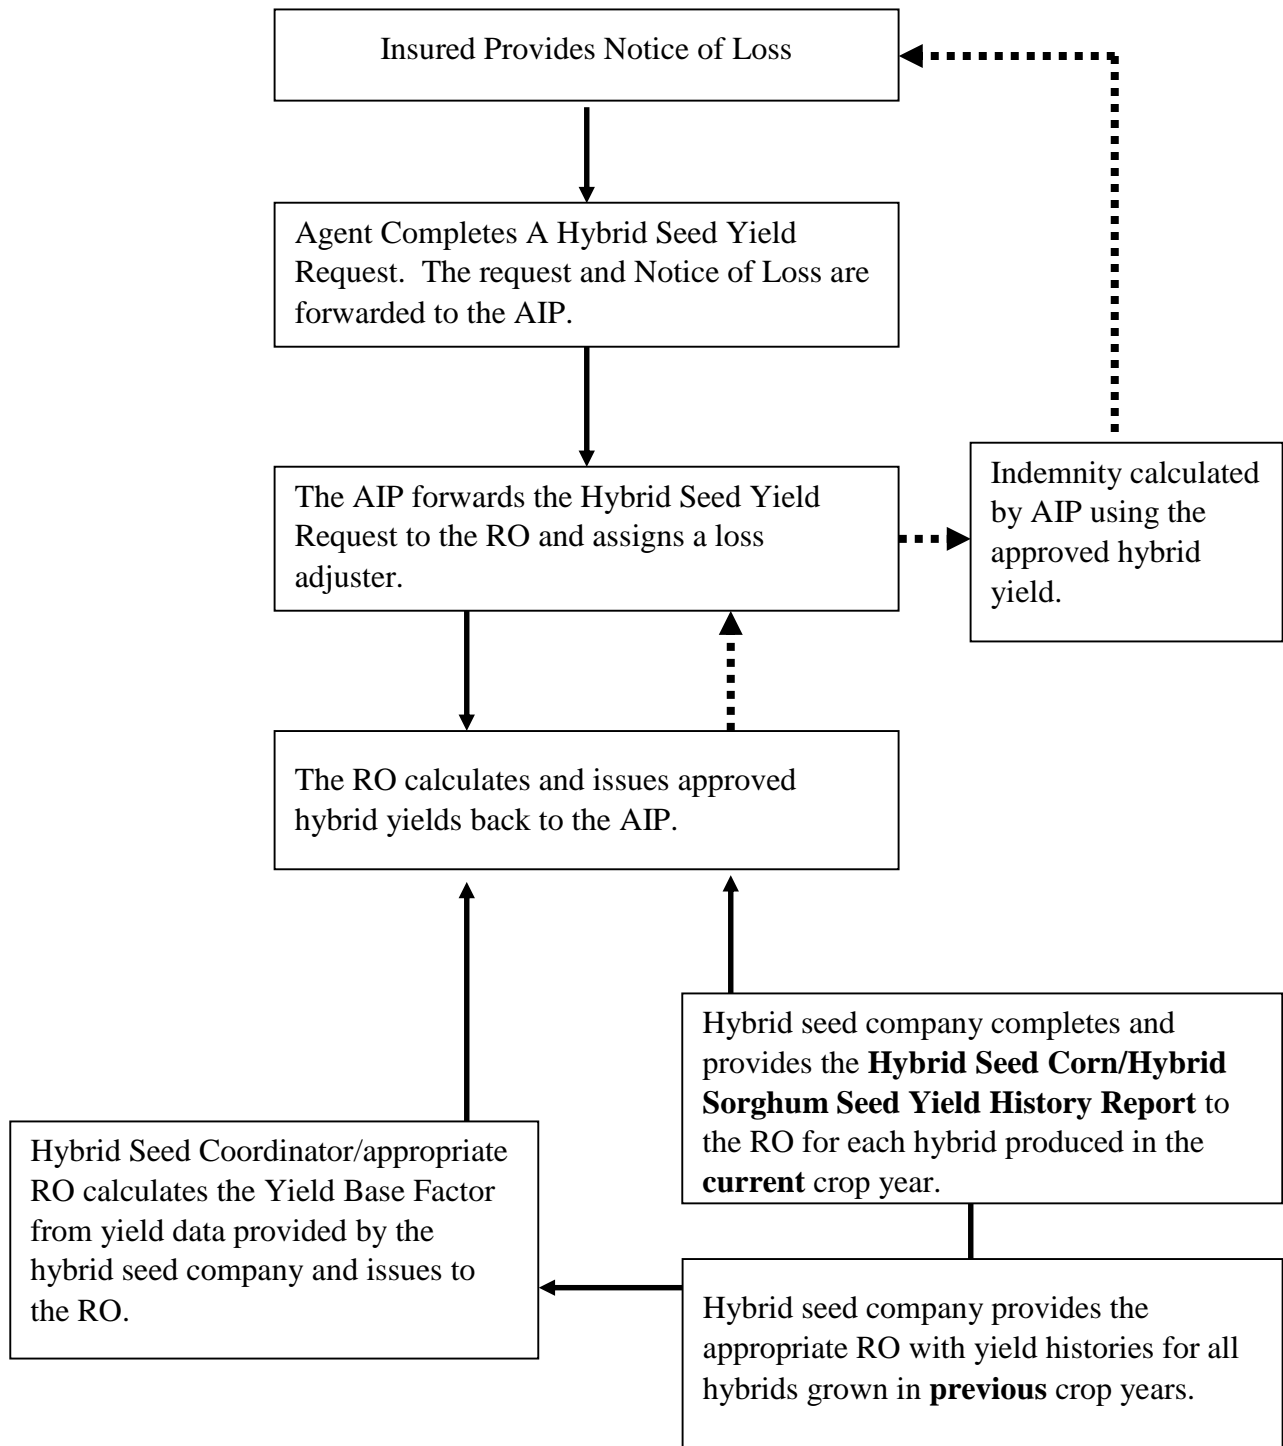 Insured Provides Notice of Loss
Agent Completes A Hybrid Seed Yield
Request.  The request and Notice of Loss are
forwarded to the AIP.
The AIP forwards the Hybrid Seed Yield
Request to the RO and assigns a loss
adjuster.
Indemnity calculated
by AIP using the
approved hybrid
yield.
The RO calculates and issues approved
hybrid yields back to the AIP.
Hybrid seed company completes and
provides the Hybrid Seed Corn/Hybrid
Sorghum Seed Yield History Report to
the RO for each hybrid produced in the
current crop year.
Hybrid Seed Coordinator/appropriate
RO calculates the Yield Base Factor
from yield data provided by the
hybrid seed company and issues to
the RO.
Hybrid seed company provides the
appropriate RO with yield histories for all
hybrids grown in previous crop years.